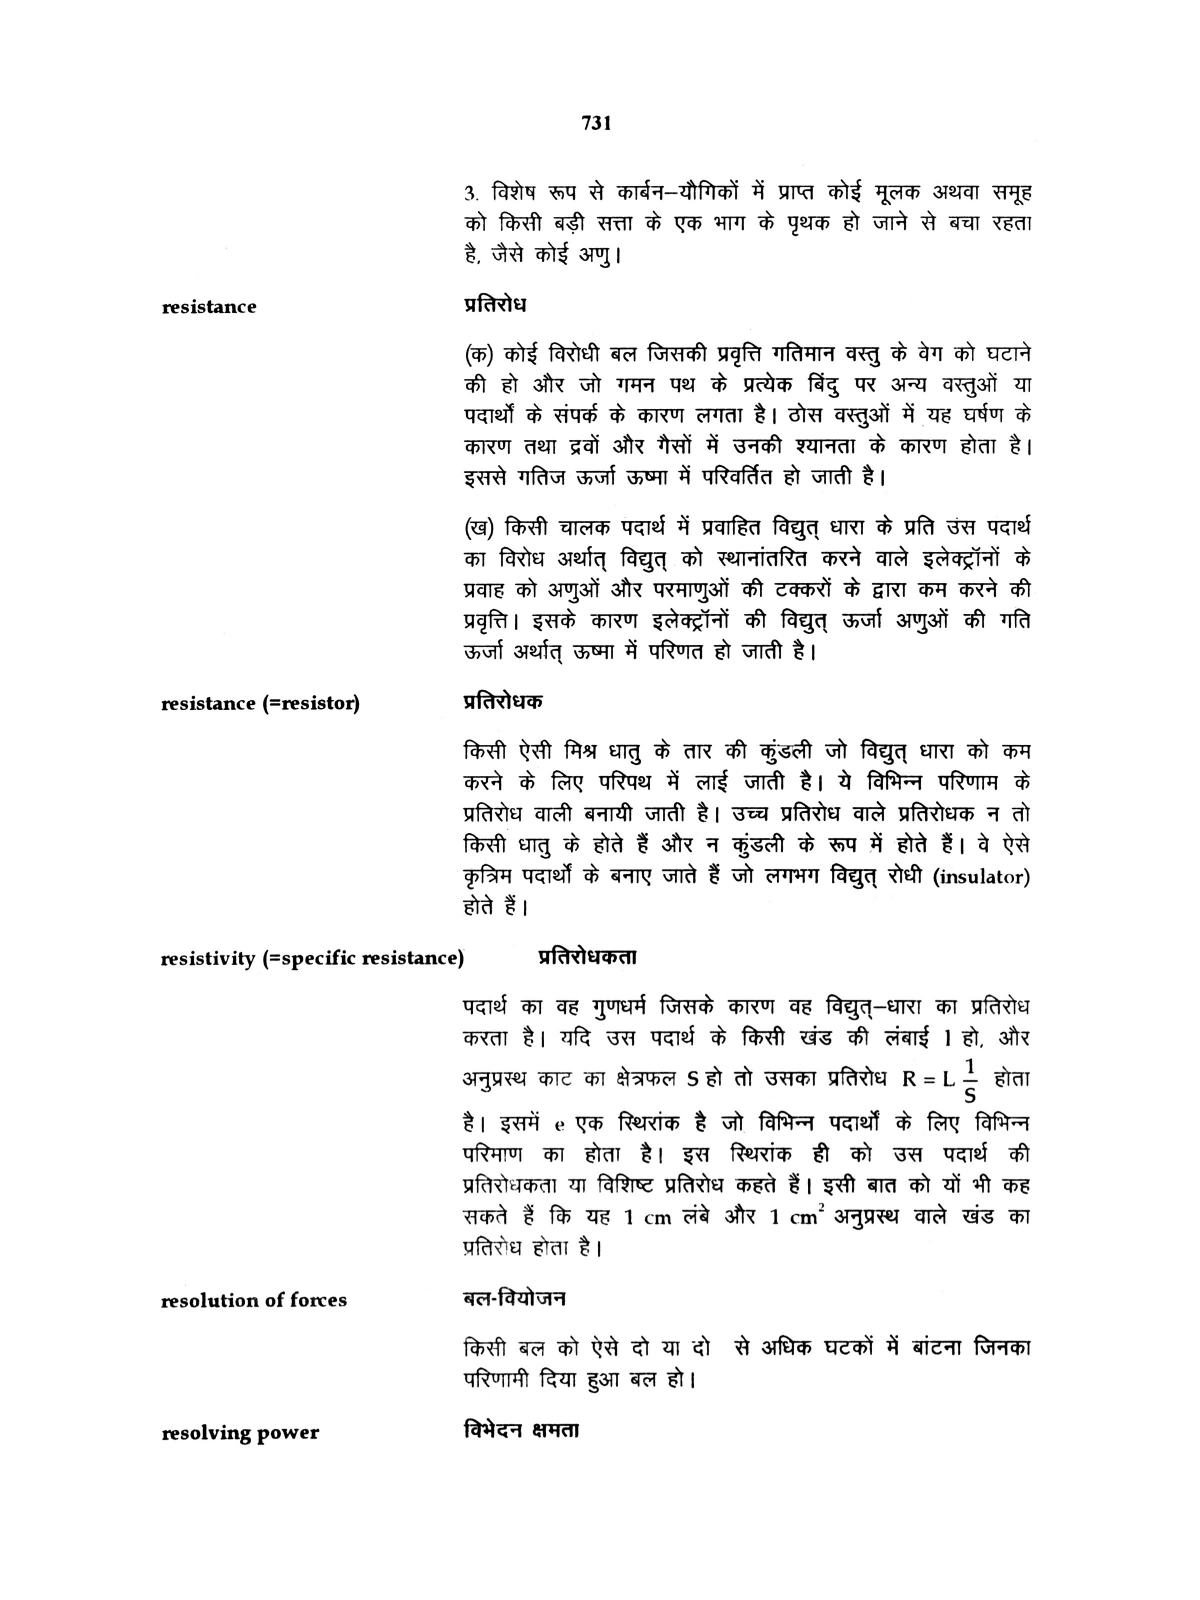 731
3. विशेष रूप से कार्बन–यौगिकों में प्राप्त कोई मूलक अथवा समूह
को किसी बड़ी सत्ता के एक भाग के पृथक हो जाने से बचा रहता
है, जैसे कोई अणु।
resistance प्रतिरोध
(क) कोई विरोधी बल जिसकी प्रवृत्ति गतिमान वस्तु के वेग को घटाने
की हो और जो गमन पथ के प्रत्येक बिंदु पर अन्य वस्तुओं या
पदार्थों के संपर्क के कारण लगता है। ठोस वस्तुओं में यह घर्षण के
कारण तथा द्रवों और गैसों में उनकी श्यानता के कारण होता है।
इससे गतिज ऊर्जा ऊष्मा में परिवर्तित हो जाती है।
(ख) किसी चालक पदार्थ में प्रवाहित विद्युत् धारा के प्रति उस पदार्थ
का विरोध अर्थात् विद्युत् को स्थानांतरित करने वाले इलेक्ट्रॉनों के
प्रवाह को अणुओं और परमाणुओं की टक्करों के द्वारा कम करने की
प्रवृत्ति। इसके कारण इलेक्ट्रॉनों की विद्युत् ऊर्जा अणुओं की गति
ऊर्जा अर्थात् ऊष्मा में परिणत हो जाती है।
resistance (=resistor) प्रतिरोधक
किसी ऐसी मिश्र धातु के तार की कुंडली जो विद्युत् धारा को कम
करने के लिए परिपथ में लाई जाती है। ये विभिन्न परिणाम के
प्रतिरोध वाली बनायी जाती है। उच्च प्रतिरोध वाले प्रतिरोधक न तो
किसी धातु के होते हैं और न कुंडली के रूप में होते हैं। वे ऐसे
कृत्रिम पदार्थों के बनाए जाते हैं जो लगभग विद्युत् रोधी (insulator)
होते हैं।
resistivity (=specific resistance) प्रतिरोधकता
पदार्थ का वह गुणधर्म जिसके कारण वह विद्युत्–धारा का प्रतिरोध
करता है। यदि उस पदार्थ के किसी खंड की लंबाई l हो, और
अनुप्रस्थ काट का क्षेत्रफल S हो तो उसका प्रतिरोध R = L 1/S होता
है। इसमें e एक स्थिरांक है जो विभिन्न पदार्थों के लिए विभिन्न
परिमाण का होता है। इस स्थिरांक ही को उस पदार्थ की
प्रतिरोधकता या विशिष्ट प्रतिरोध कहते हैं। इसी बात को यों भी कह
सकते हैं कि यह 1 cm लंबे और 1 cm² अनुप्रस्थ वाले खंड का
प्रतिरोध होता है।
resolution of forces बल-वियोजन
किसी बल को ऐसे दो या दो से अधिक घटकों में बांटना जिनका
परिणामी दिया हुआ बल हो।
resolving power विभेदन क्षमता